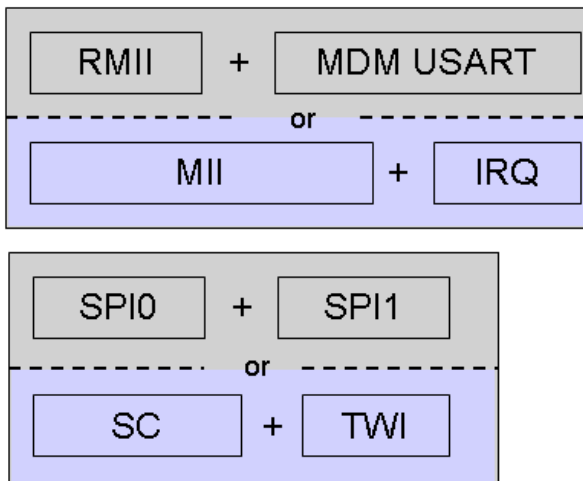 RMII + MDM USART
or
MII + IRQ
SPI0 + SPI1
or
SC + TWI